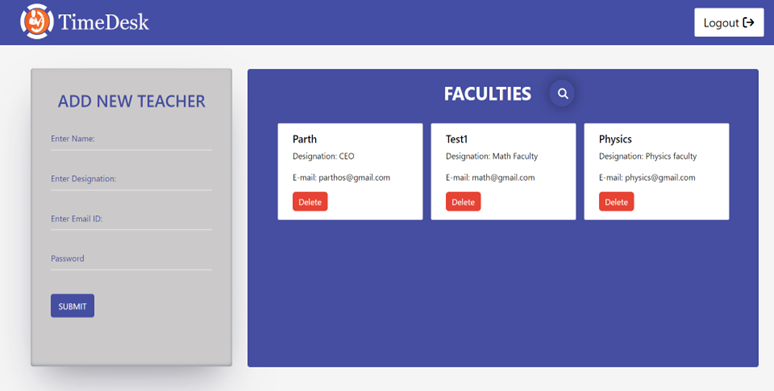 TimeDesk
Logout
ADD NEW TEACHER
Enter Name:
Enter Designation:
Enter Email ID:
Password
SUBMIT
FACULTIES
Parth
Designation: CEO
E-mail: parthos@gmail.com
Delete
Test1
Designation: Math Faculty
E-mail: math@gmail.com
Delete
Physics
Designation: Physics faculty
E-mail: physics@gmail.com
Delete